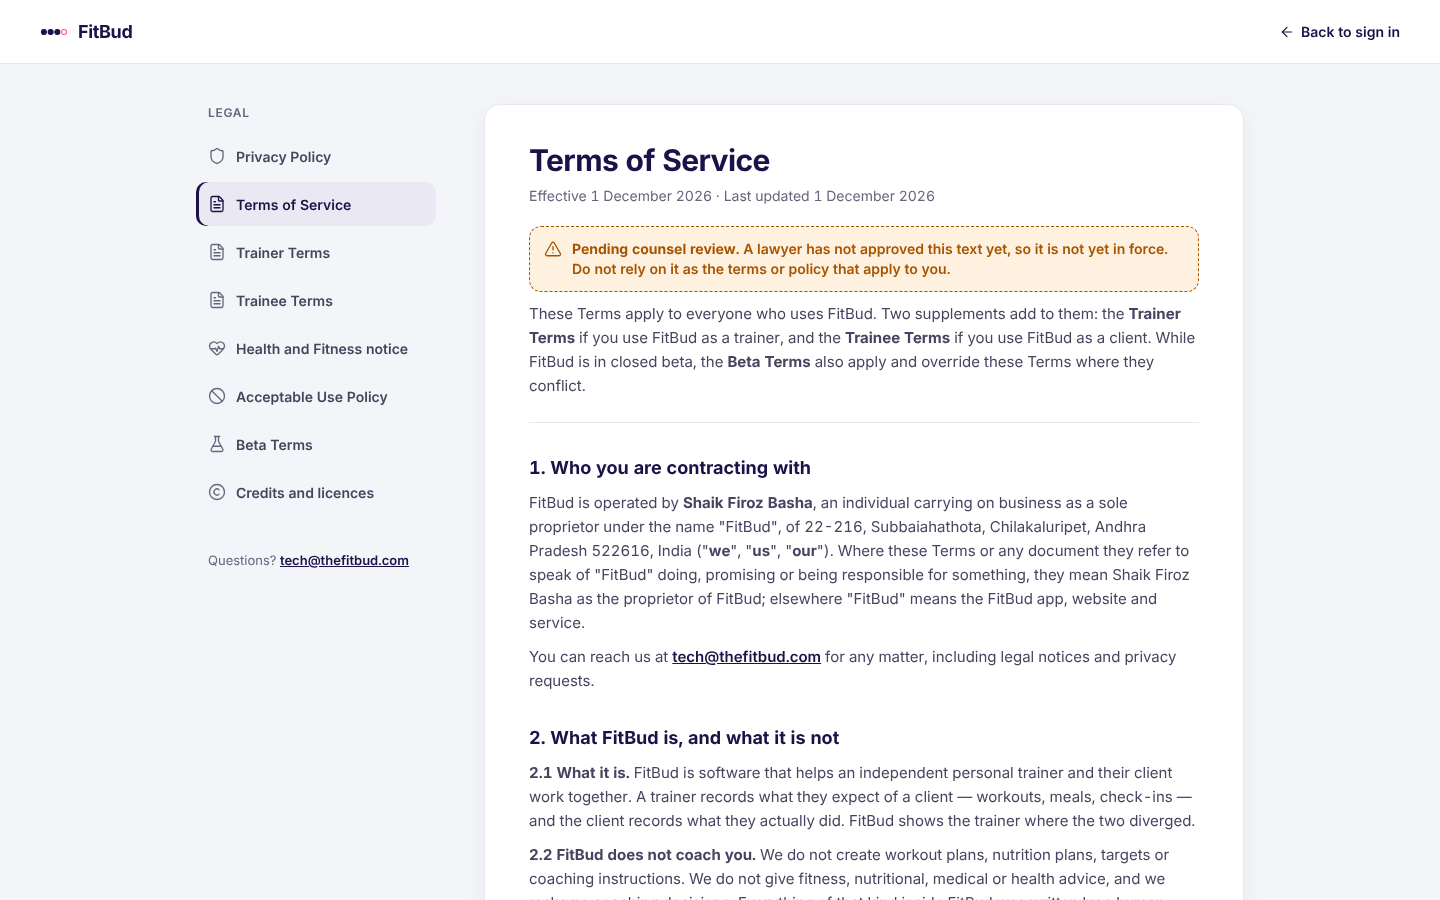 FitBud
Back to sign in
LEGAL
Privacy Policy
Terms of Service
Trainer Terms
Trainee Terms
Health and Fitness notice
Acceptable Use Policy
Beta Terms
Credits and licences
Questions? tech@thefitbud.com
Terms of Service
Effective 1 December 2026 · Last updated 1 December 2026
Pending counsel review. A lawyer has not approved this text yet, so it is not yet in force.
Do not rely on it as the terms or policy that apply to you.
These Terms apply to everyone who uses FitBud. Two supplements add to them: the Trainer
Terms if you use FitBud as a trainer, and the Trainee Terms if you use FitBud as a client. While
FitBud is in closed beta, the Beta Terms also apply and override these Terms where they
conflict.
1. Who you are contracting with
FitBud is operated by Shaik Firoz Basha, an individual carrying on business as a sole
proprietor under the name "FitBud", of 22-216, Subbaiahathota, Chilakaluripet, Andhra
Pradesh 522616, India ("we", "us", "our"). Where these Terms or any document they refer to
speak of "FitBud" doing, promising or being responsible for something, they mean Shaik Firoz
Basha as the proprietor of FitBud; elsewhere "FitBud" means the FitBud app, website and
service.
You can reach us at tech@thefitbud.com for any matter, including legal notices and privacy
requests.
2. What FitBud is, and what it is not
2.1 What it is. FitBud is software that helps an independent personal trainer and their client
work together. A trainer records what they expect of a client — workouts, meals, check-ins —
and the client records what they actually did. FitBud shows the trainer where the two diverged.
2.2 FitBud does not coach you. We do not create workout plans, nutrition plans, targets or
coaching instructions. We do not give fitness, nutritional, medical or health advice, and we